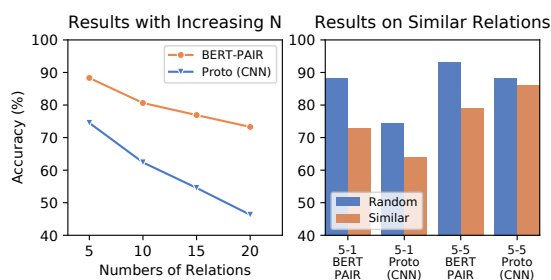 Results with Increasing N
Accuracy (%)
100
90
80
70
60
50
40
BERT-PAIR
Proto (CNN)
5
10
15
20
Numbers of Relations
Results on Similar Relations
100
90
80
70
60
50
40
Random
Similar
5-1
BERT
PAIR
5-1
Proto
(CNN)
5-5
BERT
PAIR
5-5
Proto
(CNN)